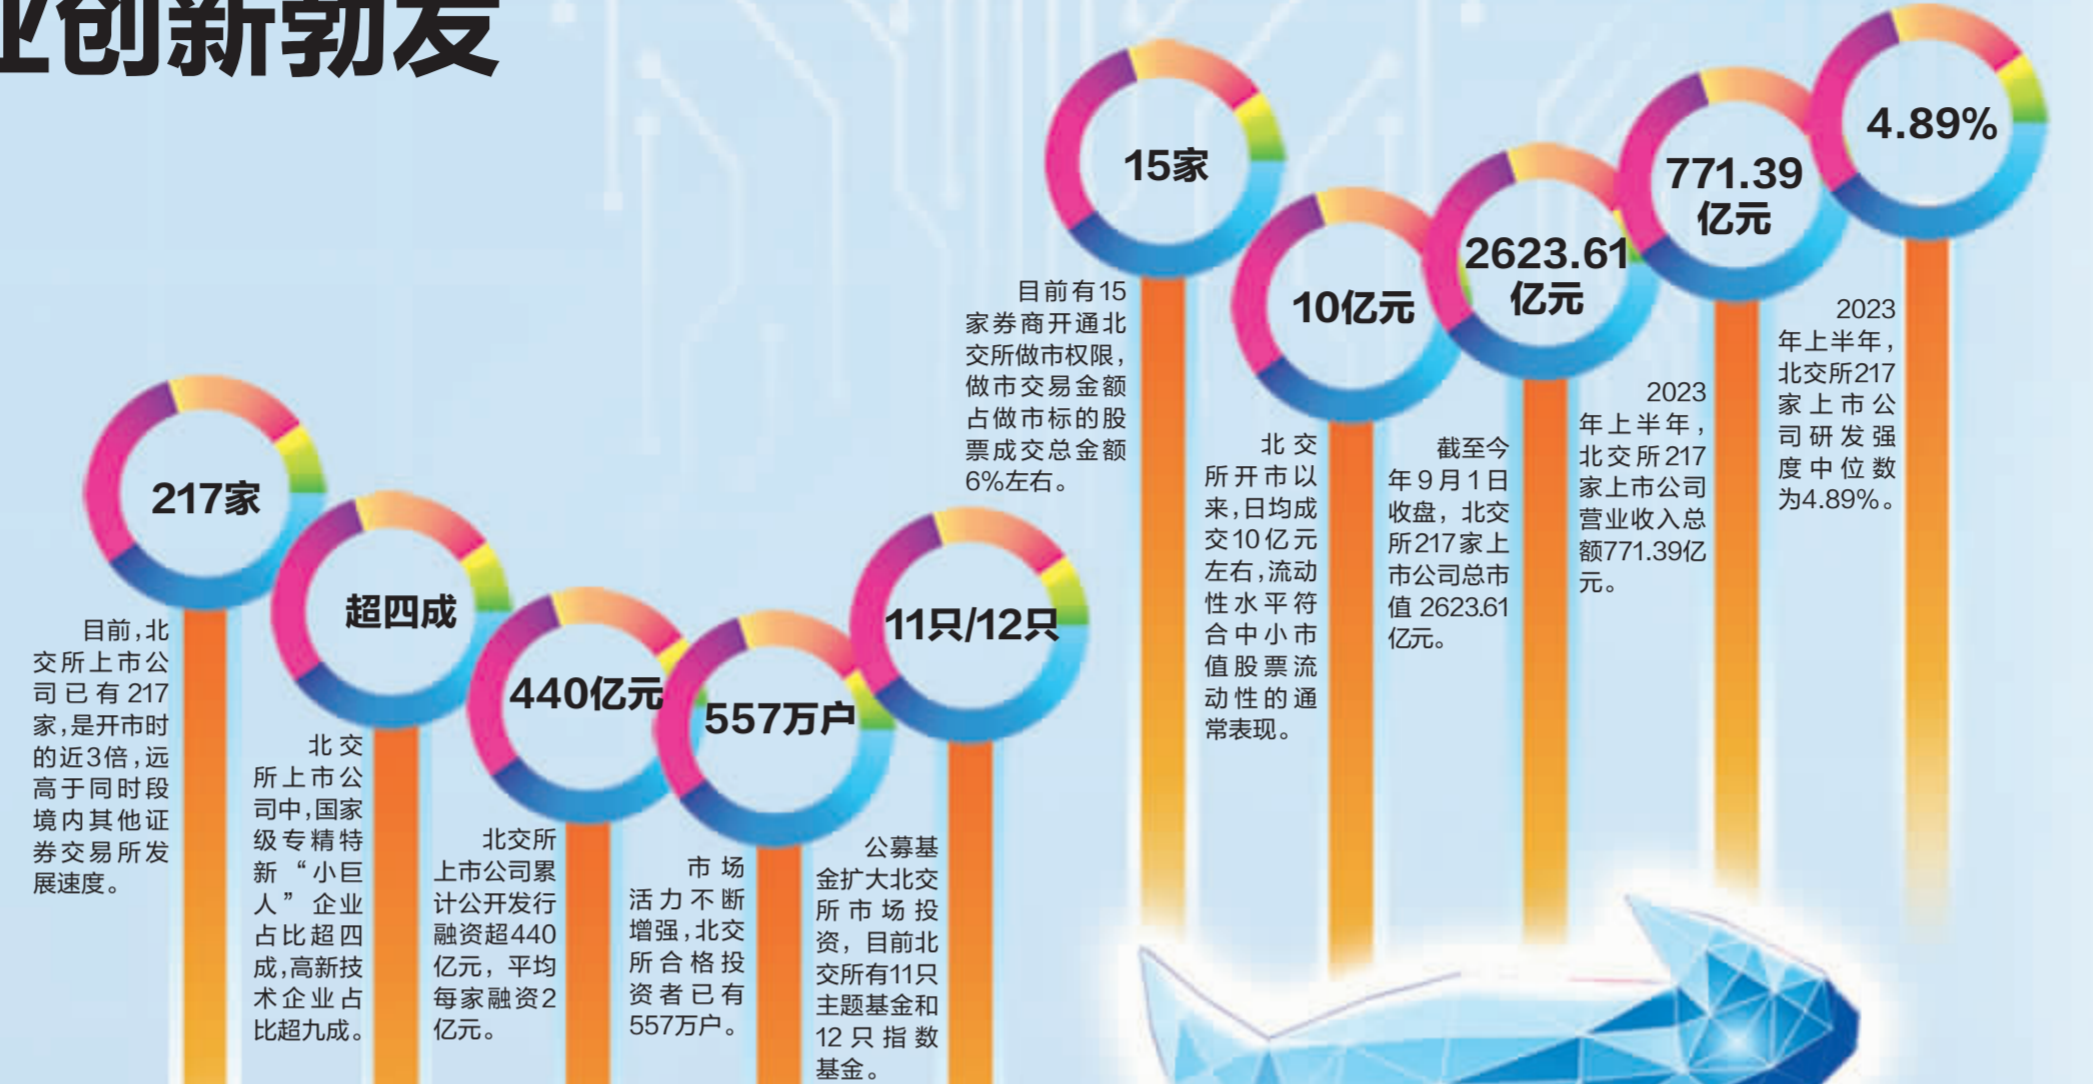 业创新勃发
217家
目前,北
交所上市公
司已有217
家,是开市时
的近3倍,远
高于同时段
境内其他证
券交易所发
展速度。
超四成
北交
所上市公
司中,国家
级专精特
新“小巨
人”企业
占比超四
成,高新技
术企业占
比超九成。
440亿元
北交所
上市公司累
计公开发行
融资超440
亿元，平均
每家融资2
亿元。
557万户
市场
活力不断
增强,北交
所合格投
资者已有
557万户。
11只/12只
公募基
金扩大北交
所市场投
资，目前北
交所有11只
主题基金和
12只指数
基金。
15家
目前有15
家券商开通北
交所做市权限，
做市交易金额
占做市标的股
票成交总金额
6%左右。
10亿元
北交
所开市以
来,日均成
交10亿元
左右,流动
性水平符
合中小市
值股票流
动性的通
常表现。
2623.61
亿元
截至今
年9月1日
收盘，北交
所217家上
市公司总市
值2623.61
亿元。
771.39
亿元
2023
年上半年，
北交所217
家上市公司
营业收入总
额771.39亿
元。
4.89%
2023
年上半年，
北交所217
家上市公
司研发强
度中位数
为4.89%。